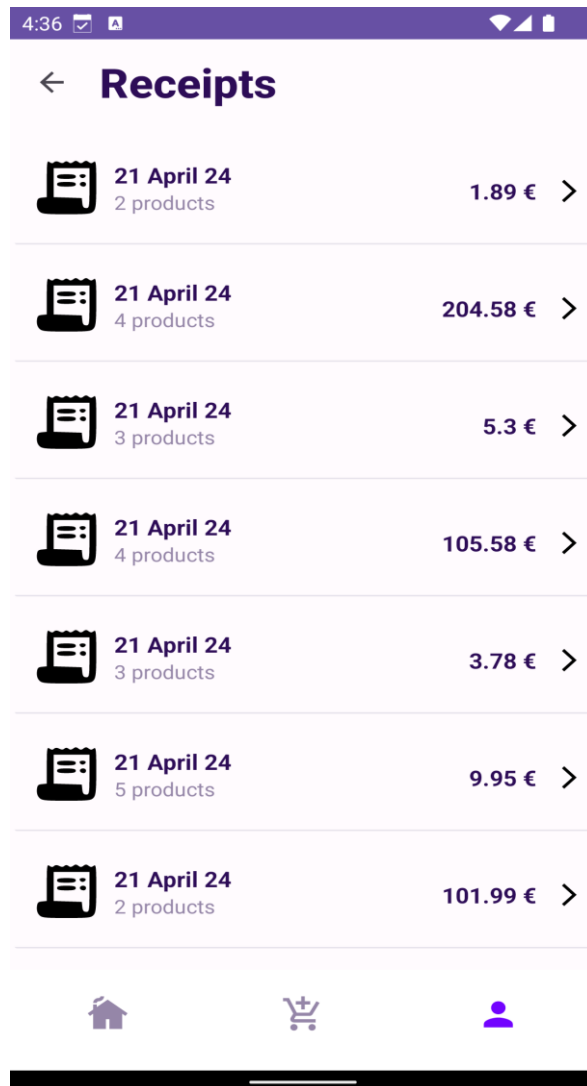 4:36
Receipts
21 April 24
2 products
1.89 €
21 April 24
4 products
204.58 €
21 April 24
3 products
5.3 €
21 April 24
4 products
105.58 €
21 April 24
3 products
3.78 €
21 April 24
5 products
9.95 €
21 April 24
2 products
101.99 €